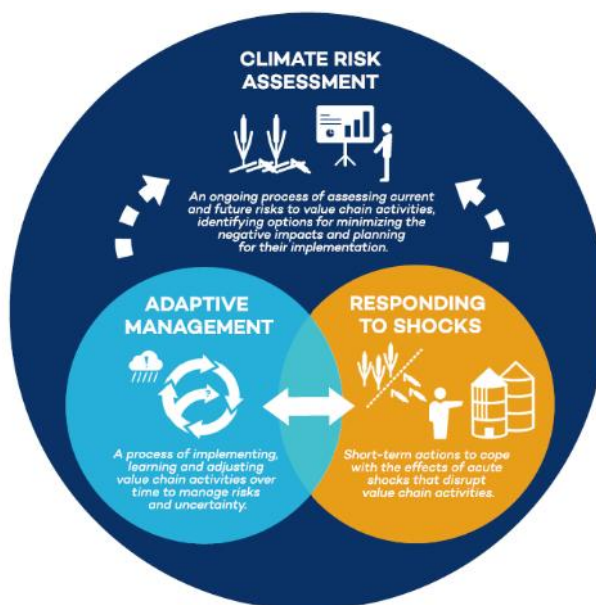 CLIMATE RISK
ASSESSMENT
An ongoing process of assessing current
and future risks to value chain activities,
identifying options for minimizing the
negative impacts and planning
for their implementation.
ADAPTIVE
MANAGEMENT
!
?
A process of implementing,
learning and adjusting
value chain activities over
time to manage risks
and uncertainty.
RESPONDING
TO SHOCKS
Short-term actions to cope
with the effects of acute
shocks that disrupt
value chain activities.